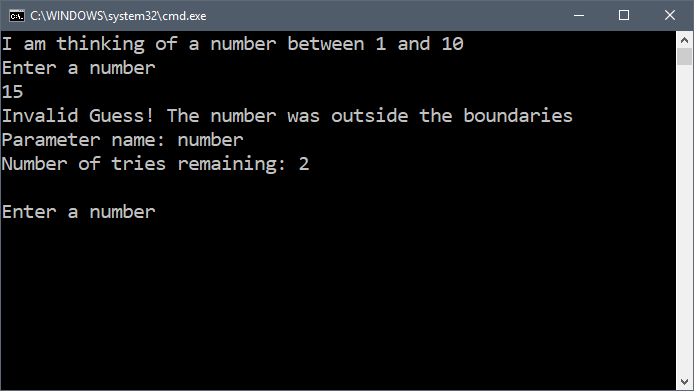 C:\WINDOWS\system32\cmd.exe
I am thinking of a number between 1 and 10
Enter a number
15
Invalid Guess! The number was outside the boundaries
Parameter name: number
Number of tries remaining: 2
Enter a number